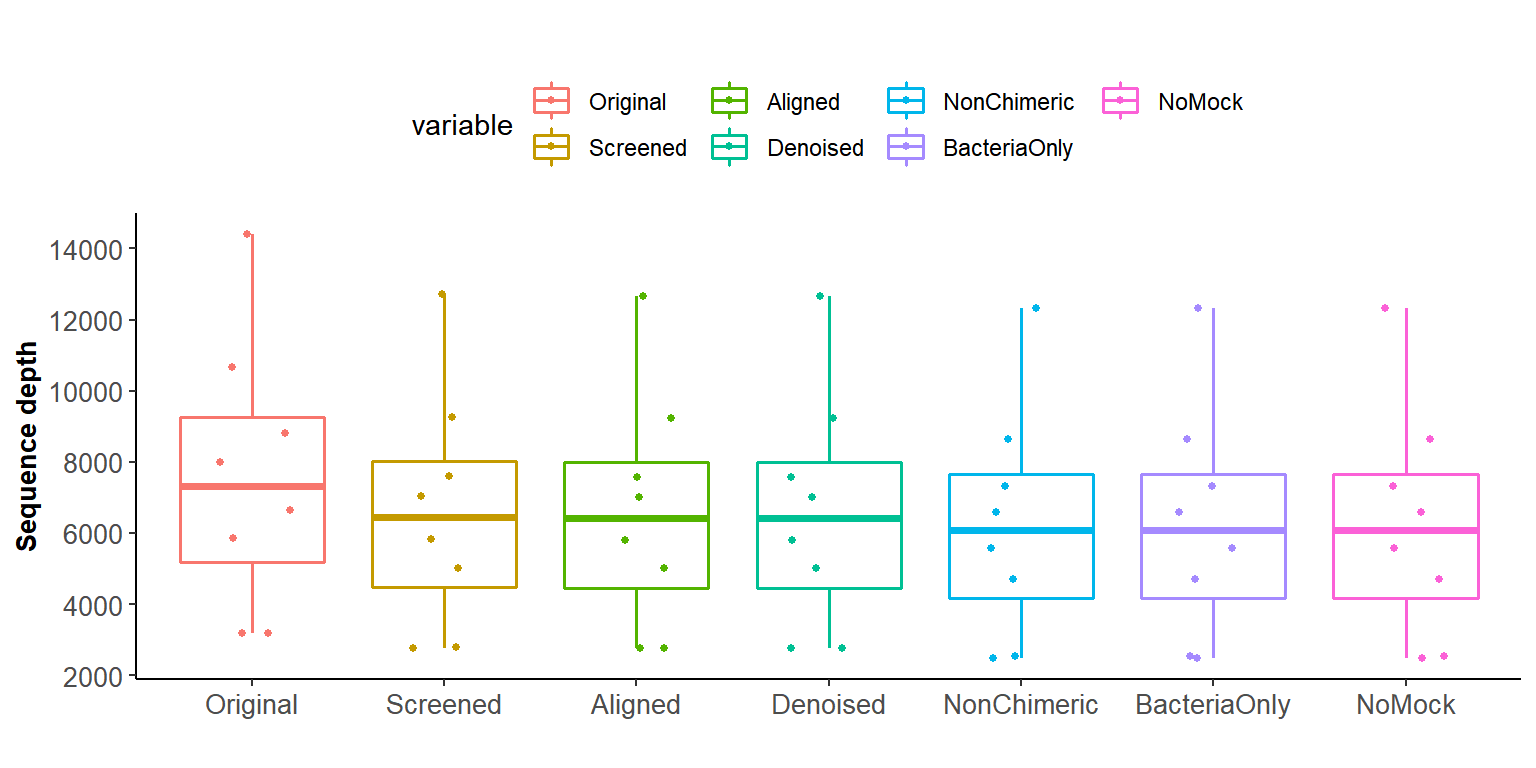 variable
Original Aligned NonChimeric NoMock
Screened Denoised BacteriaOnly
Sequence depth
14000
12000
10000
8000
6000
4000
2000
Original Screened Aligned Denoised NonChimeric BacteriaOnly NoMock